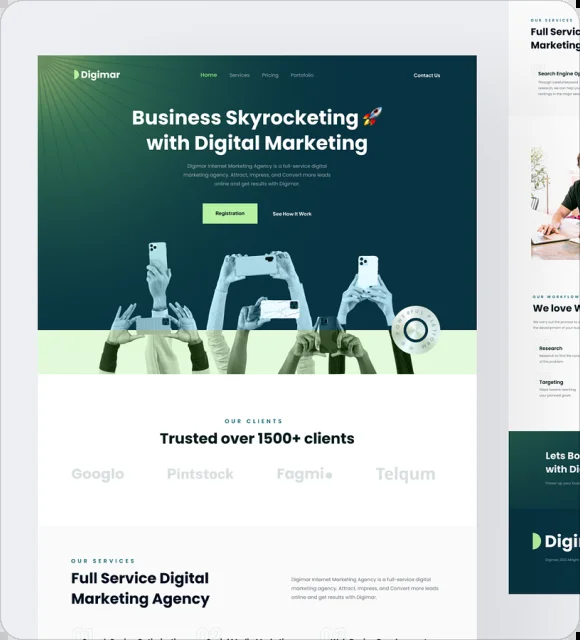 Digimar
Home Services Pricing Portofolio
Contact Us
Business Skyrocketing 🚀
with Digital Marketing
Digimar Internet Marketing Agency is a full-service digital
marketing agency. Attract, Impress, and Convert more leads
online and get results with Digimar.
Registration
See How It Work
OUR CLIENTS
Trusted over 1500+ clients
Googlo Pintstock Fagmi Telqum
OUR SERVICES
Full Service Digital
Marketing Agency
Digimar Internet Marketing Agency is a full-service digital
marketing agency. Attract, Impress, and Convert more leads
online and get results with Digimar.
OUR SERVICES
Full Servic
Marketing
Search Engine Op
OUR WORKFLOW
We love W
Research
Targeting
Lets Bo
with Di
Digi